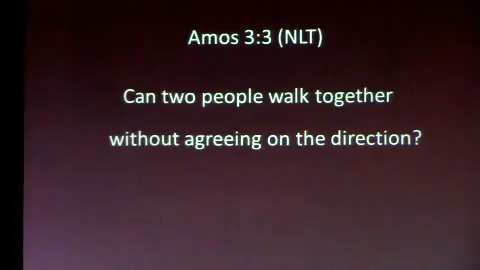 Amos 3:3 (NLT)
Can two people walk together
without agreeing on the direction?